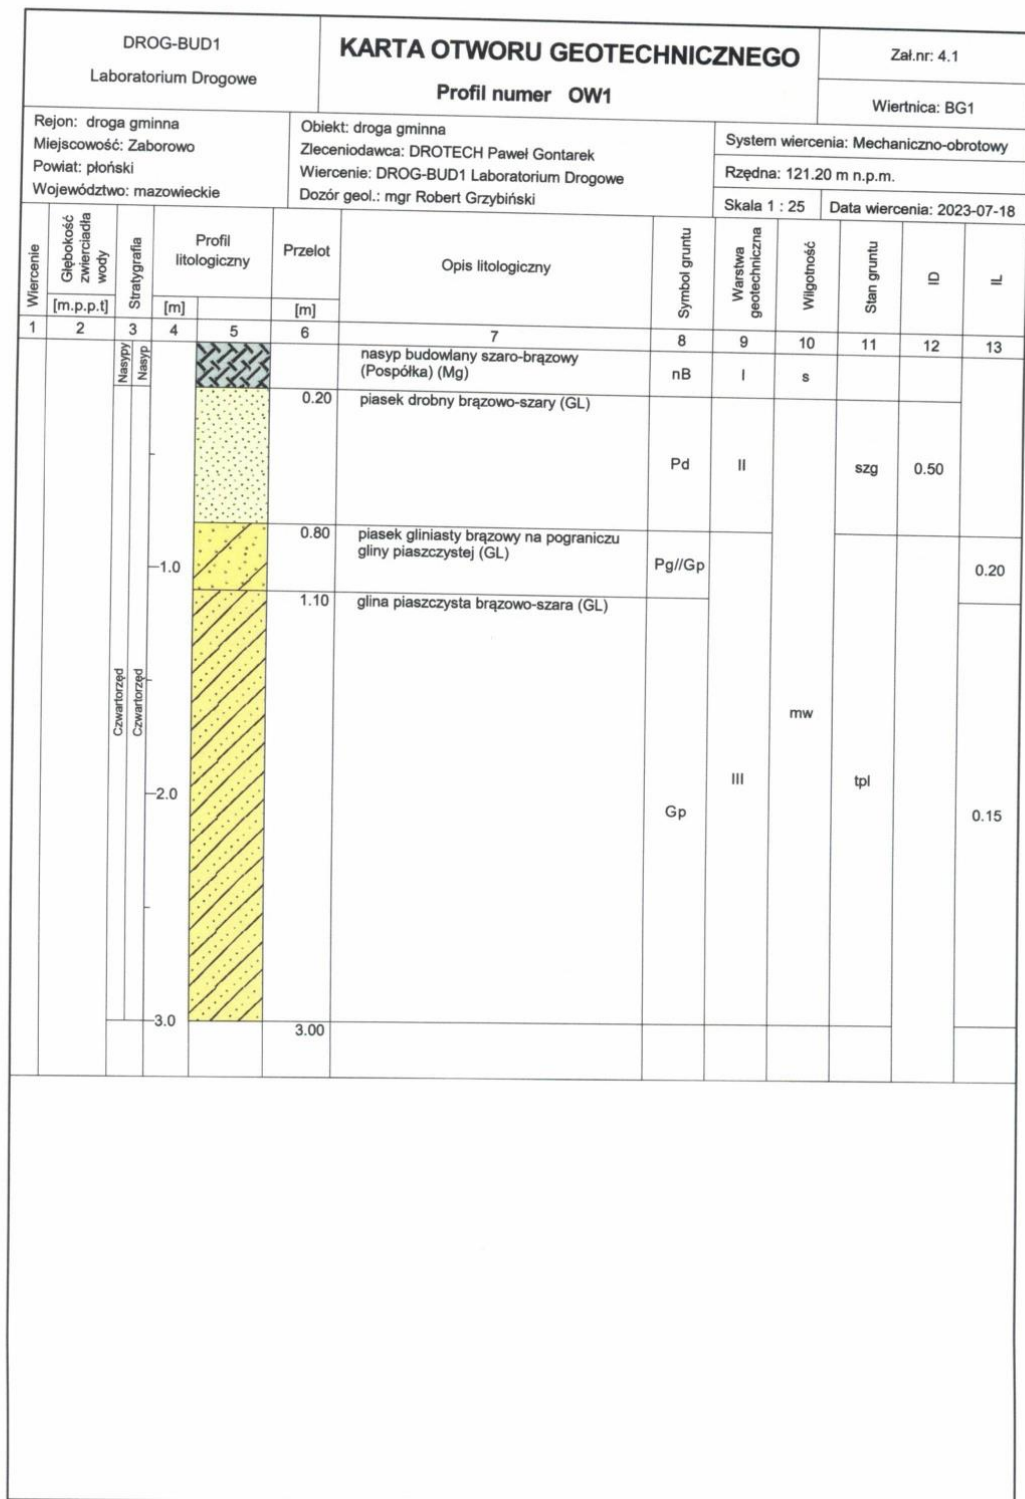 DROG-BUD1
Laboratorium Drogowe
KARTA OTWORU GEOTECHNICZNEGO
Profil numer OW1
Zał.nr: 4.1
Wiertnica: BG1
Rejon: droga gminna
Miejscowość: Zaborowo
Powiat: płoński
Województwo: mazowieckie
Obiekt: droga gminna
Zleceniodawca: DROTECH Paweł Gontarek
Wiercenie: DROG-BUD1 Laboratorium Drogowe
Dozór geol.: mgr Robert Grzybiński
System wiercenia: Mechaniczno-obrotowy
Rzędna: 121.20 m n.p.m.
Skala 1 : 25
Data wiercenia: 2023-07-18
Wiercenie
Głębokość
zwierciadła
wody
[m.p.p.t]
Stratygrafia
Profil
litologiczny
[m]
Przelot
[m]
Opis litologiczny
Symbol gruntu
Warstwa
geotechniczna
Wilgotność
Stan gruntu
ID
IL
1 2 3 4 5 6 7 8 9 10 11 12 13
Nasypy
Nasyp
nasyp budowlany szaro-brązowy
(Pospółka) (Mg)
nB
I
s
0.20
piasek drobny brązowo-szary (GL)
Pd
II
szg
0.50
0.80
piasek gliniasty brązowy na pograniczu
gliny piaszczystej (GL)
Pg//Gp
1.0
0.20
1.10
glina piaszczysta brązowo-szara (GL)
Czwartorzęd
Czwartorzęd
mw
III
tpl
2.0
Gp
0.15
3.0
3.00